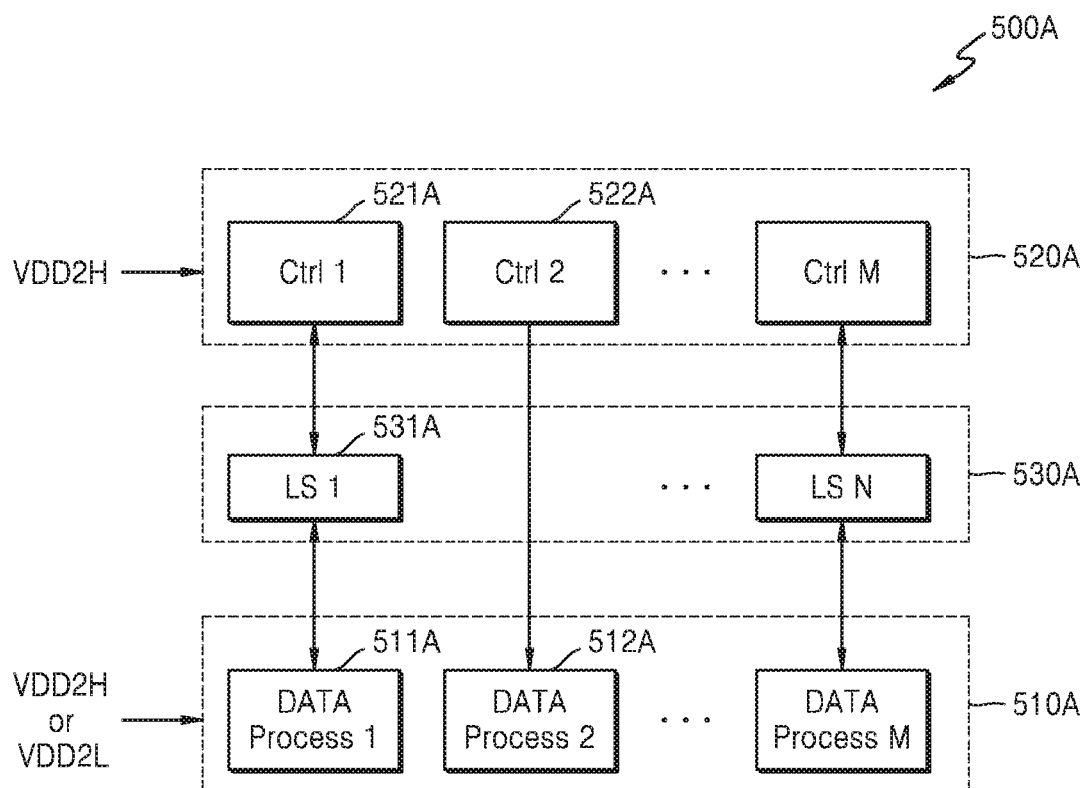 500A
521A
522A
VDD2H
Ctrl 1
Ctrl 2
. . .
Ctrl M
520A
531A
LS 1
. . .
LS N
530A
511A
512A
VDD2H
or
VDD2L
DATA
Process 1
DATA
Process 2
. . .
DATA
Process M
510A